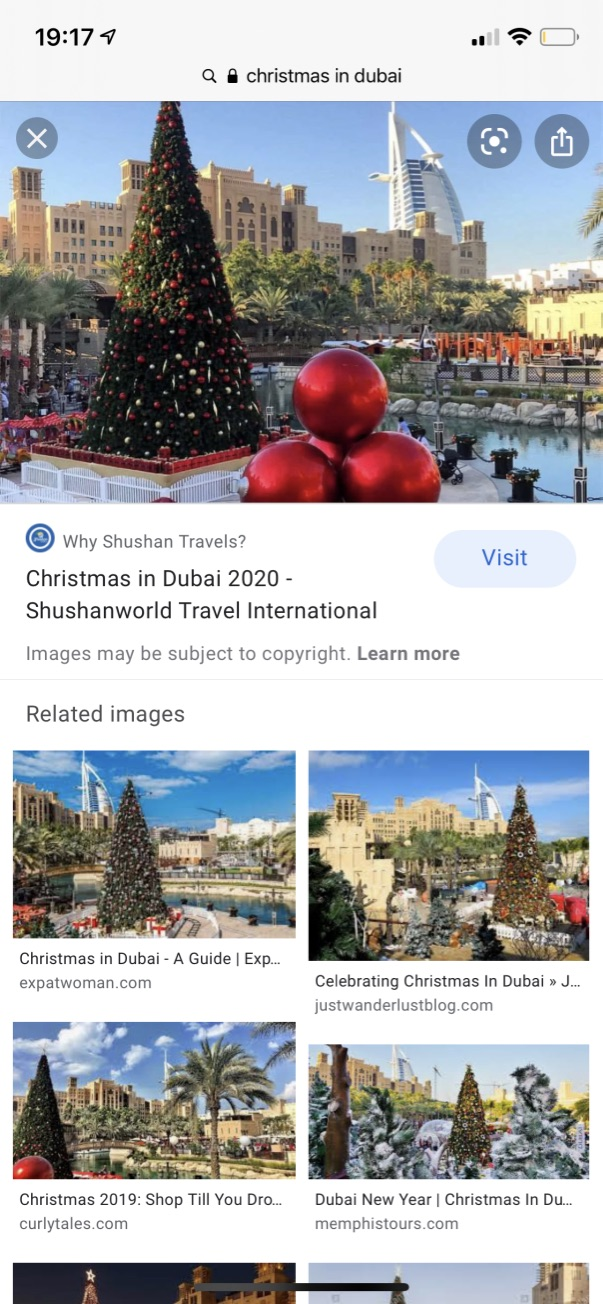 19:17
christmas in dubai
Why Shushan Travels?
Visit
Christmas in Dubai 2020 -
Shushanworld Travel International
Images may be subject to copyright. Learn more
Related images
Christmas in Dubai - A Guide | Exp...
expatwoman.com
Celebrating Christmas In Dubai » J...
justwanderlustblog.com
Christmas 2019: Shop Till You Dro...
curlytales.com
Dubai New Year | Christmas In Du...
memphistours.com